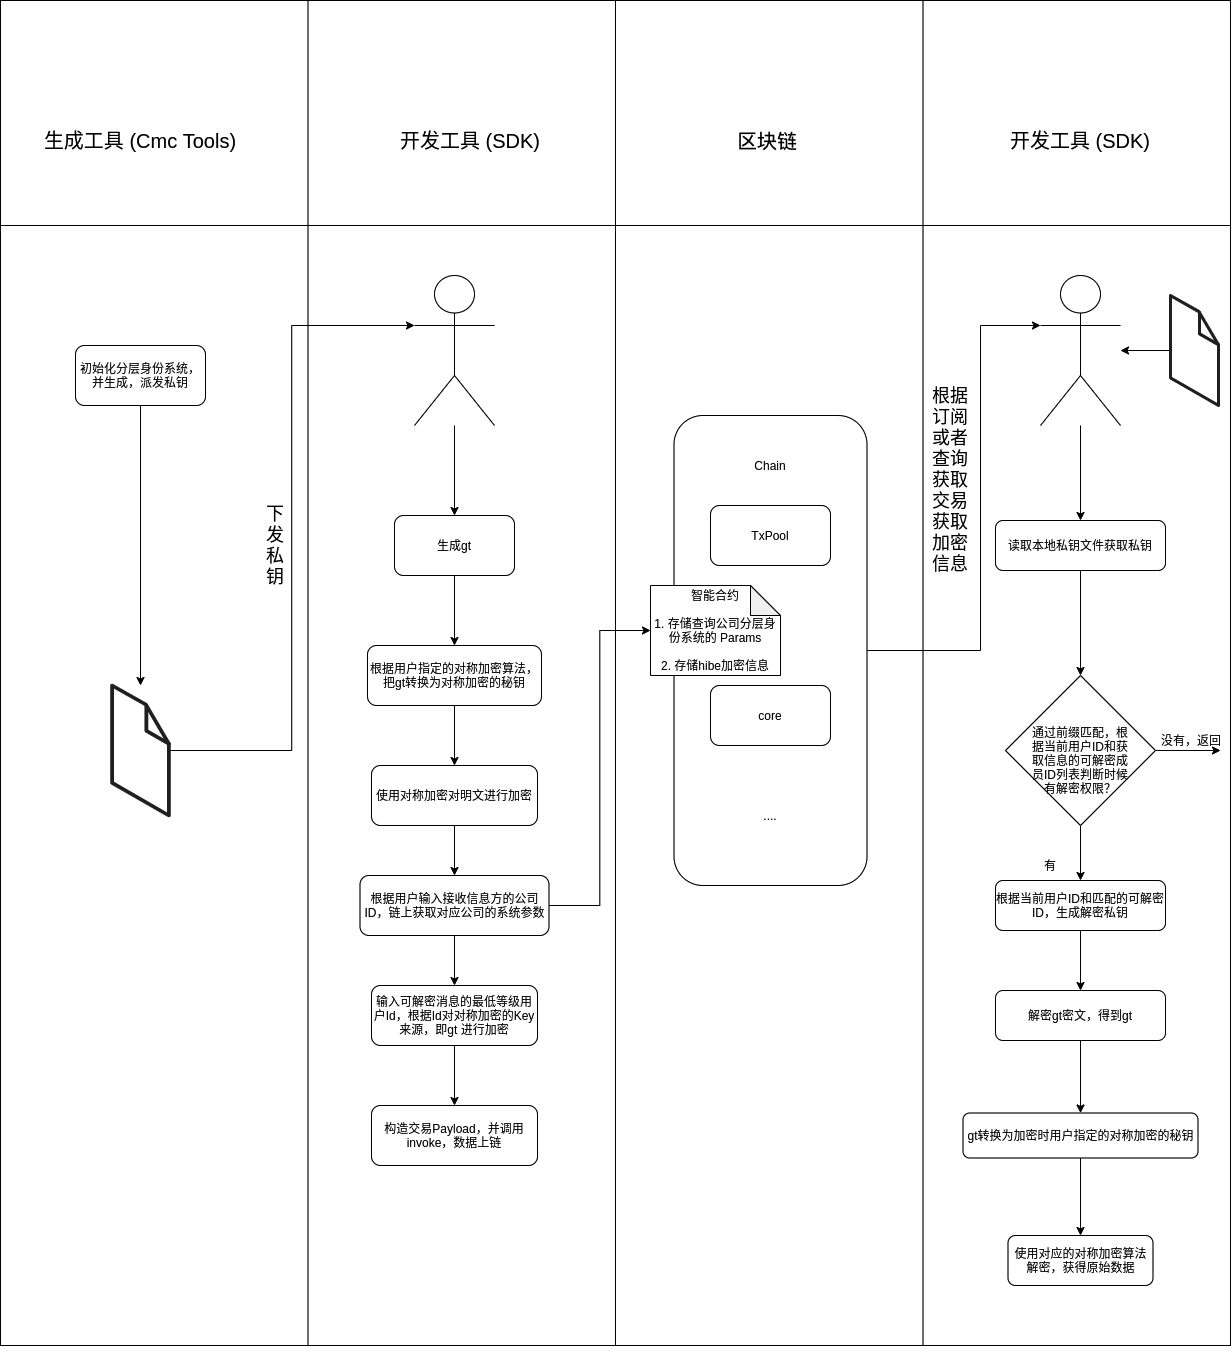 生成工具 (Cmc Tools)
开发工具 (SDK)
区块链
开发工具 (SDK)
初始化分层身份系统，
并生成，派发私钥
下
发
私
钥
生成gt
根据用户指定的对称加密算法，
把gt转换为对称加密的秘钥
使用对称加密对明文进行加密
根据用户输入接收信息方的公司
ID，链上获取对应公司的系统参数
输入可解密消息的最低等级用
户Id，根据Id对对称加密的Key
来源，即gt 进行加密
构造交易Payload，并调用
invoke，数据上链
Chain
TxPool
智能合约
1. 存储查询公司分层身
份系统的 Params
2. 存储hibe加密信息
core
....
根据
订阅
或者
查询
获取
交易
获取
加密
信息
读取本地私钥文件获取私钥
通过前缀匹配，根
据当前用户ID和获
取信息的可解密成
员ID列表判断时候
有解密权限？
没有，返回
有
根据当前用户ID和匹配的可解密
ID，生成解密私钥
解密gt密文，得到gt
gt转换为加密时用户指定的对称加密的秘钥
使用对应的对称加密算法
解密，获得原始数据